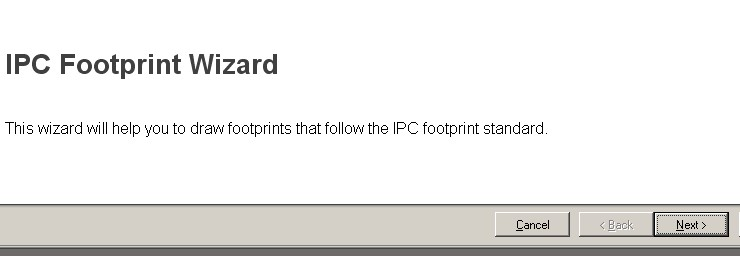 IPC Footprint Wizard
This wizard will help you to draw footprints that follow the IPC footprint standard.
Cancel < Back Next >